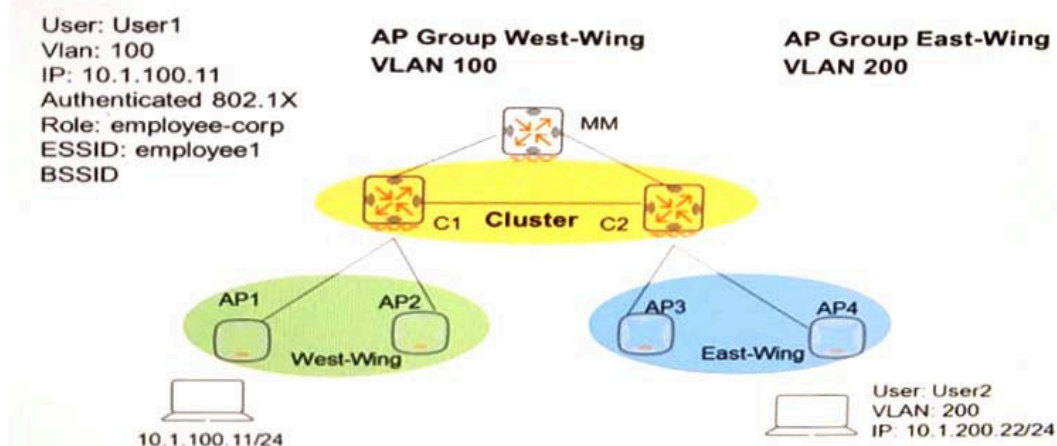 User: User1
Vlan: 100
IP: 10.1.100.11
Authenticated 802.1X
Role: employee-corp
ESSID: employee1
BSSID
AP Group West-Wing
VLAN 100
AP Group East-Wing
VLAN 200
MM
C1
Cluster
C2
AP1
AP2
West-Wing
AP3
AP4
East-Wing
10.1.100.11/24
User: User2
VLAN: 200
IP: 10.1.200.22/24